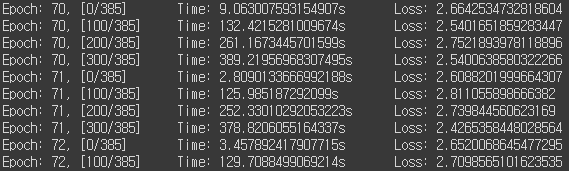 Epoch: 70, [0/385] Time: 9.063007593154907s Loss: 2.6642534732818604
Epoch: 70, [100/385] Time: 132.4215281009674s Loss: 2.5401651859283447
Epoch: 70, [200/385] Time: 261.1673445701599s Loss: 2.7521893978118896
Epoch: 70, [300/385] Time: 389.21956968307495s Loss: 2.5400638580322266
Epoch: 71, [0/385] Time: 2.8090133666992188s Loss: 2.6088201999664307
Epoch: 71, [100/385] Time: 125.985187292099s Loss: 2.811055898666382
Epoch: 71, [200/385] Time: 252.33010292053223s Loss: 2.739844560623169
Epoch: 71, [300/385] Time: 378.8206055164337s Loss: 2.4265358448028564
Epoch: 72, [0/385] Time: 3.457892417907715s Loss: 2.6520068645477295
Epoch: 72, [100/385] Time: 129.7088499069214s Loss: 2.7098565101623535